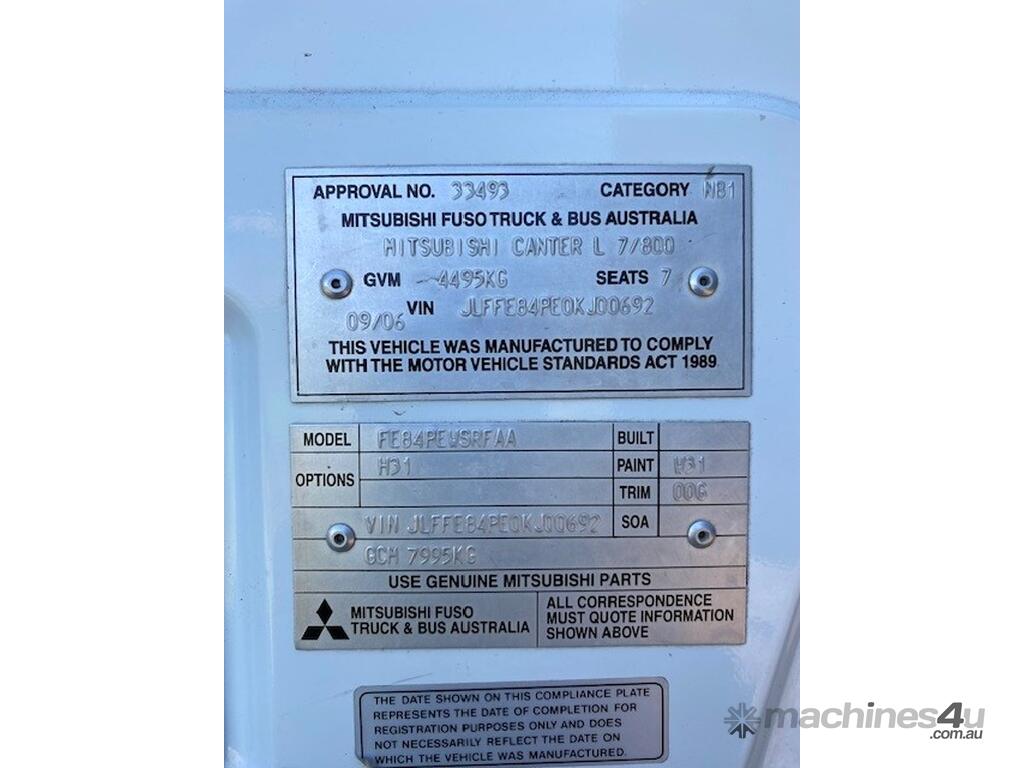 APPROVAL NO. 33493 CATEGORY NB1
MITSUBISHI FUSO TRUCK & BUS AUSTRALIA
MITSUBISHI CANTER L 7/800
GVM 4495KG SEATS 7
09/06 VIN JLFFE84PE0KJ00692
THIS VEHICLE WAS MANUFACTURED TO COMPLY
WITH THE MOTOR VEHICLE STANDARDS ACT 1989
MODEL FE84PEWSRFAA BUILT
OPTIONS H31 PAINT W31
TRIM 00G
VIN JLFFE84PE0KJ00692 SOA
GCM 7995KG
USE GENUINE MITSUBISHI PARTS
MITSUBISHI FUSO
TRUCK & BUS AUSTRALIA
ALL CORRESPONDENCE
MUST QUOTE INFORMATION
SHOWN ABOVE
THE DATE SHOWN ON THIS COMPLIANCE PLATE
REPRESENTS THE DATE OF COMPLETION FOR
REGISTRATION PURPOSES ONLY AND DOES
NOT NECESSARILY REFLECT THE DATE ON
WHICH THE VEHICLE WAS MANUFACTURED.
machines4u
.com.au